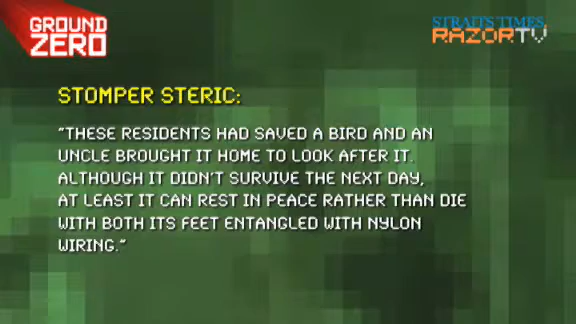 GROUND
ZERO
STRAITS TIMES
RAZORTV
STOMPER STERIC:
"THESE RESIDENTS HAD SAVED A BIRD AND AN
UNCLE BROUGHT IT HOME TO LOOK AFTER IT.
ALTHOUGH IT DIDN'T SURVIVE THE NEXT DAY,
AT LEAST IT CAN REST IN PEACE RATHER THAN DIE
WITH BOTH ITS FEET ENTANGLED WITH NYLON
WIRING."